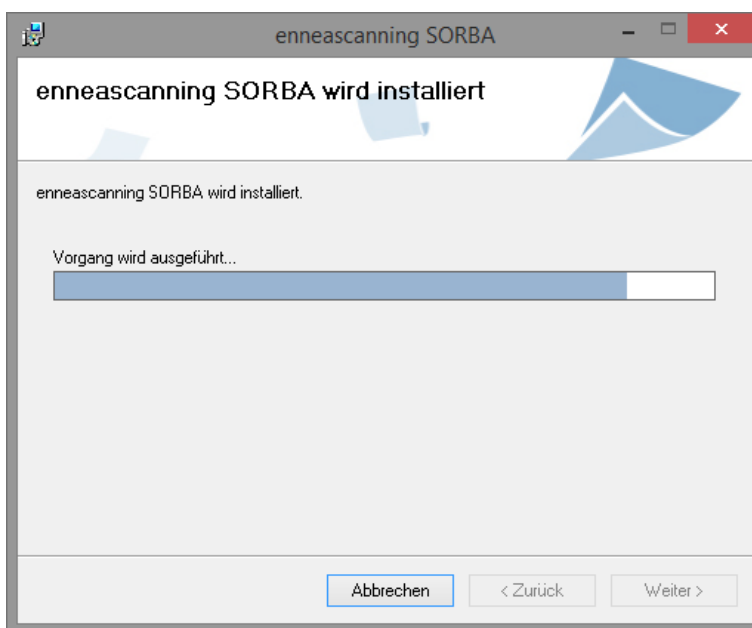 enneascanning SORBA
enneascanning SORBA wird installiert
enneascanning SORBA wird installiert.
Vorgang wird ausgeführt...
Abbrechen
< Zurück
Weiter >